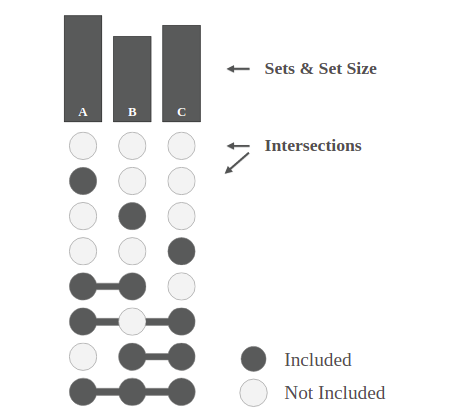 Sets & Set Size
A B C
Intersections
Included
Not Included